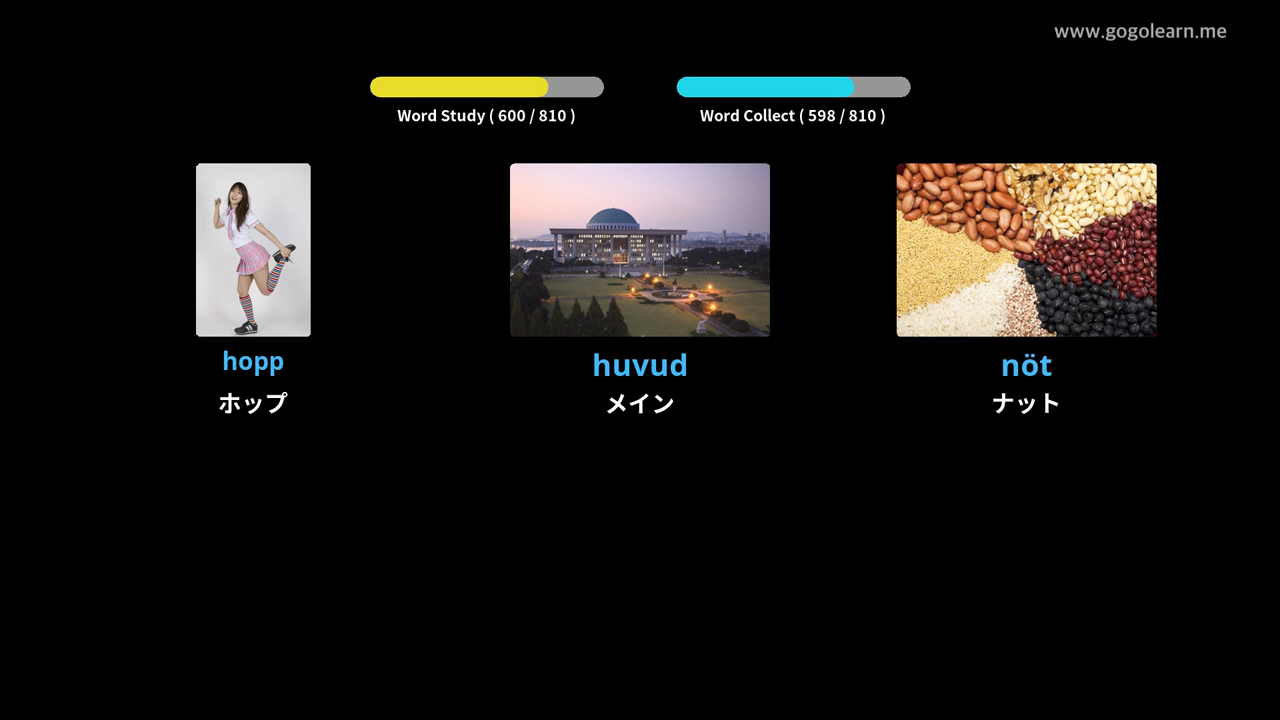 www.gogolearn.me
Word Study ( 600 / 810 )
Word Collect ( 598 / 810 )
hopp
ホップ
huvud
メイン
nöt
ナット